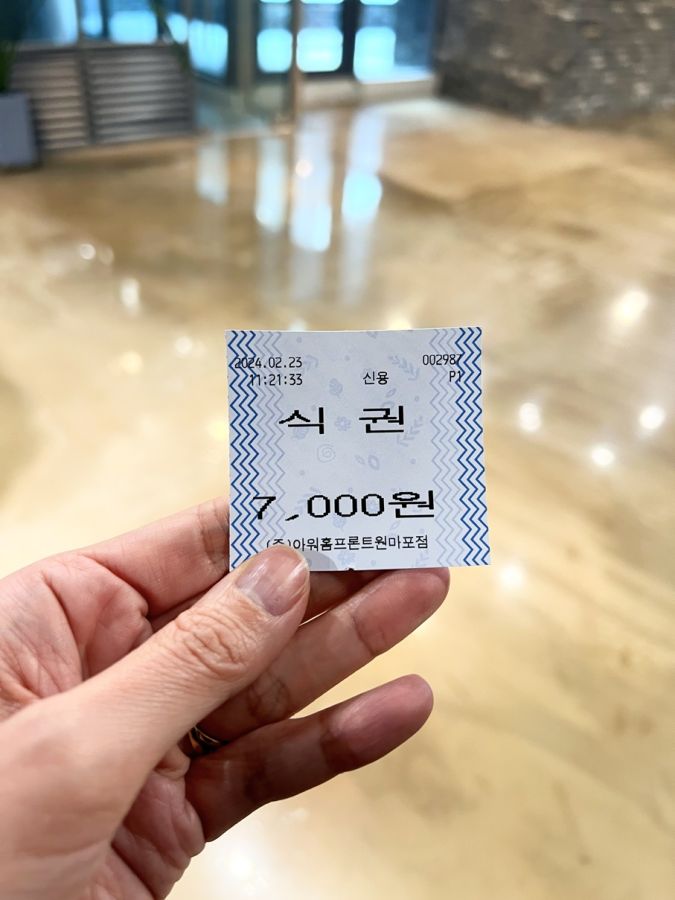 2024.02.23 002987
11:21:33 신용 P1
식 권
7,000원
(주)아워홈프론트원마포점